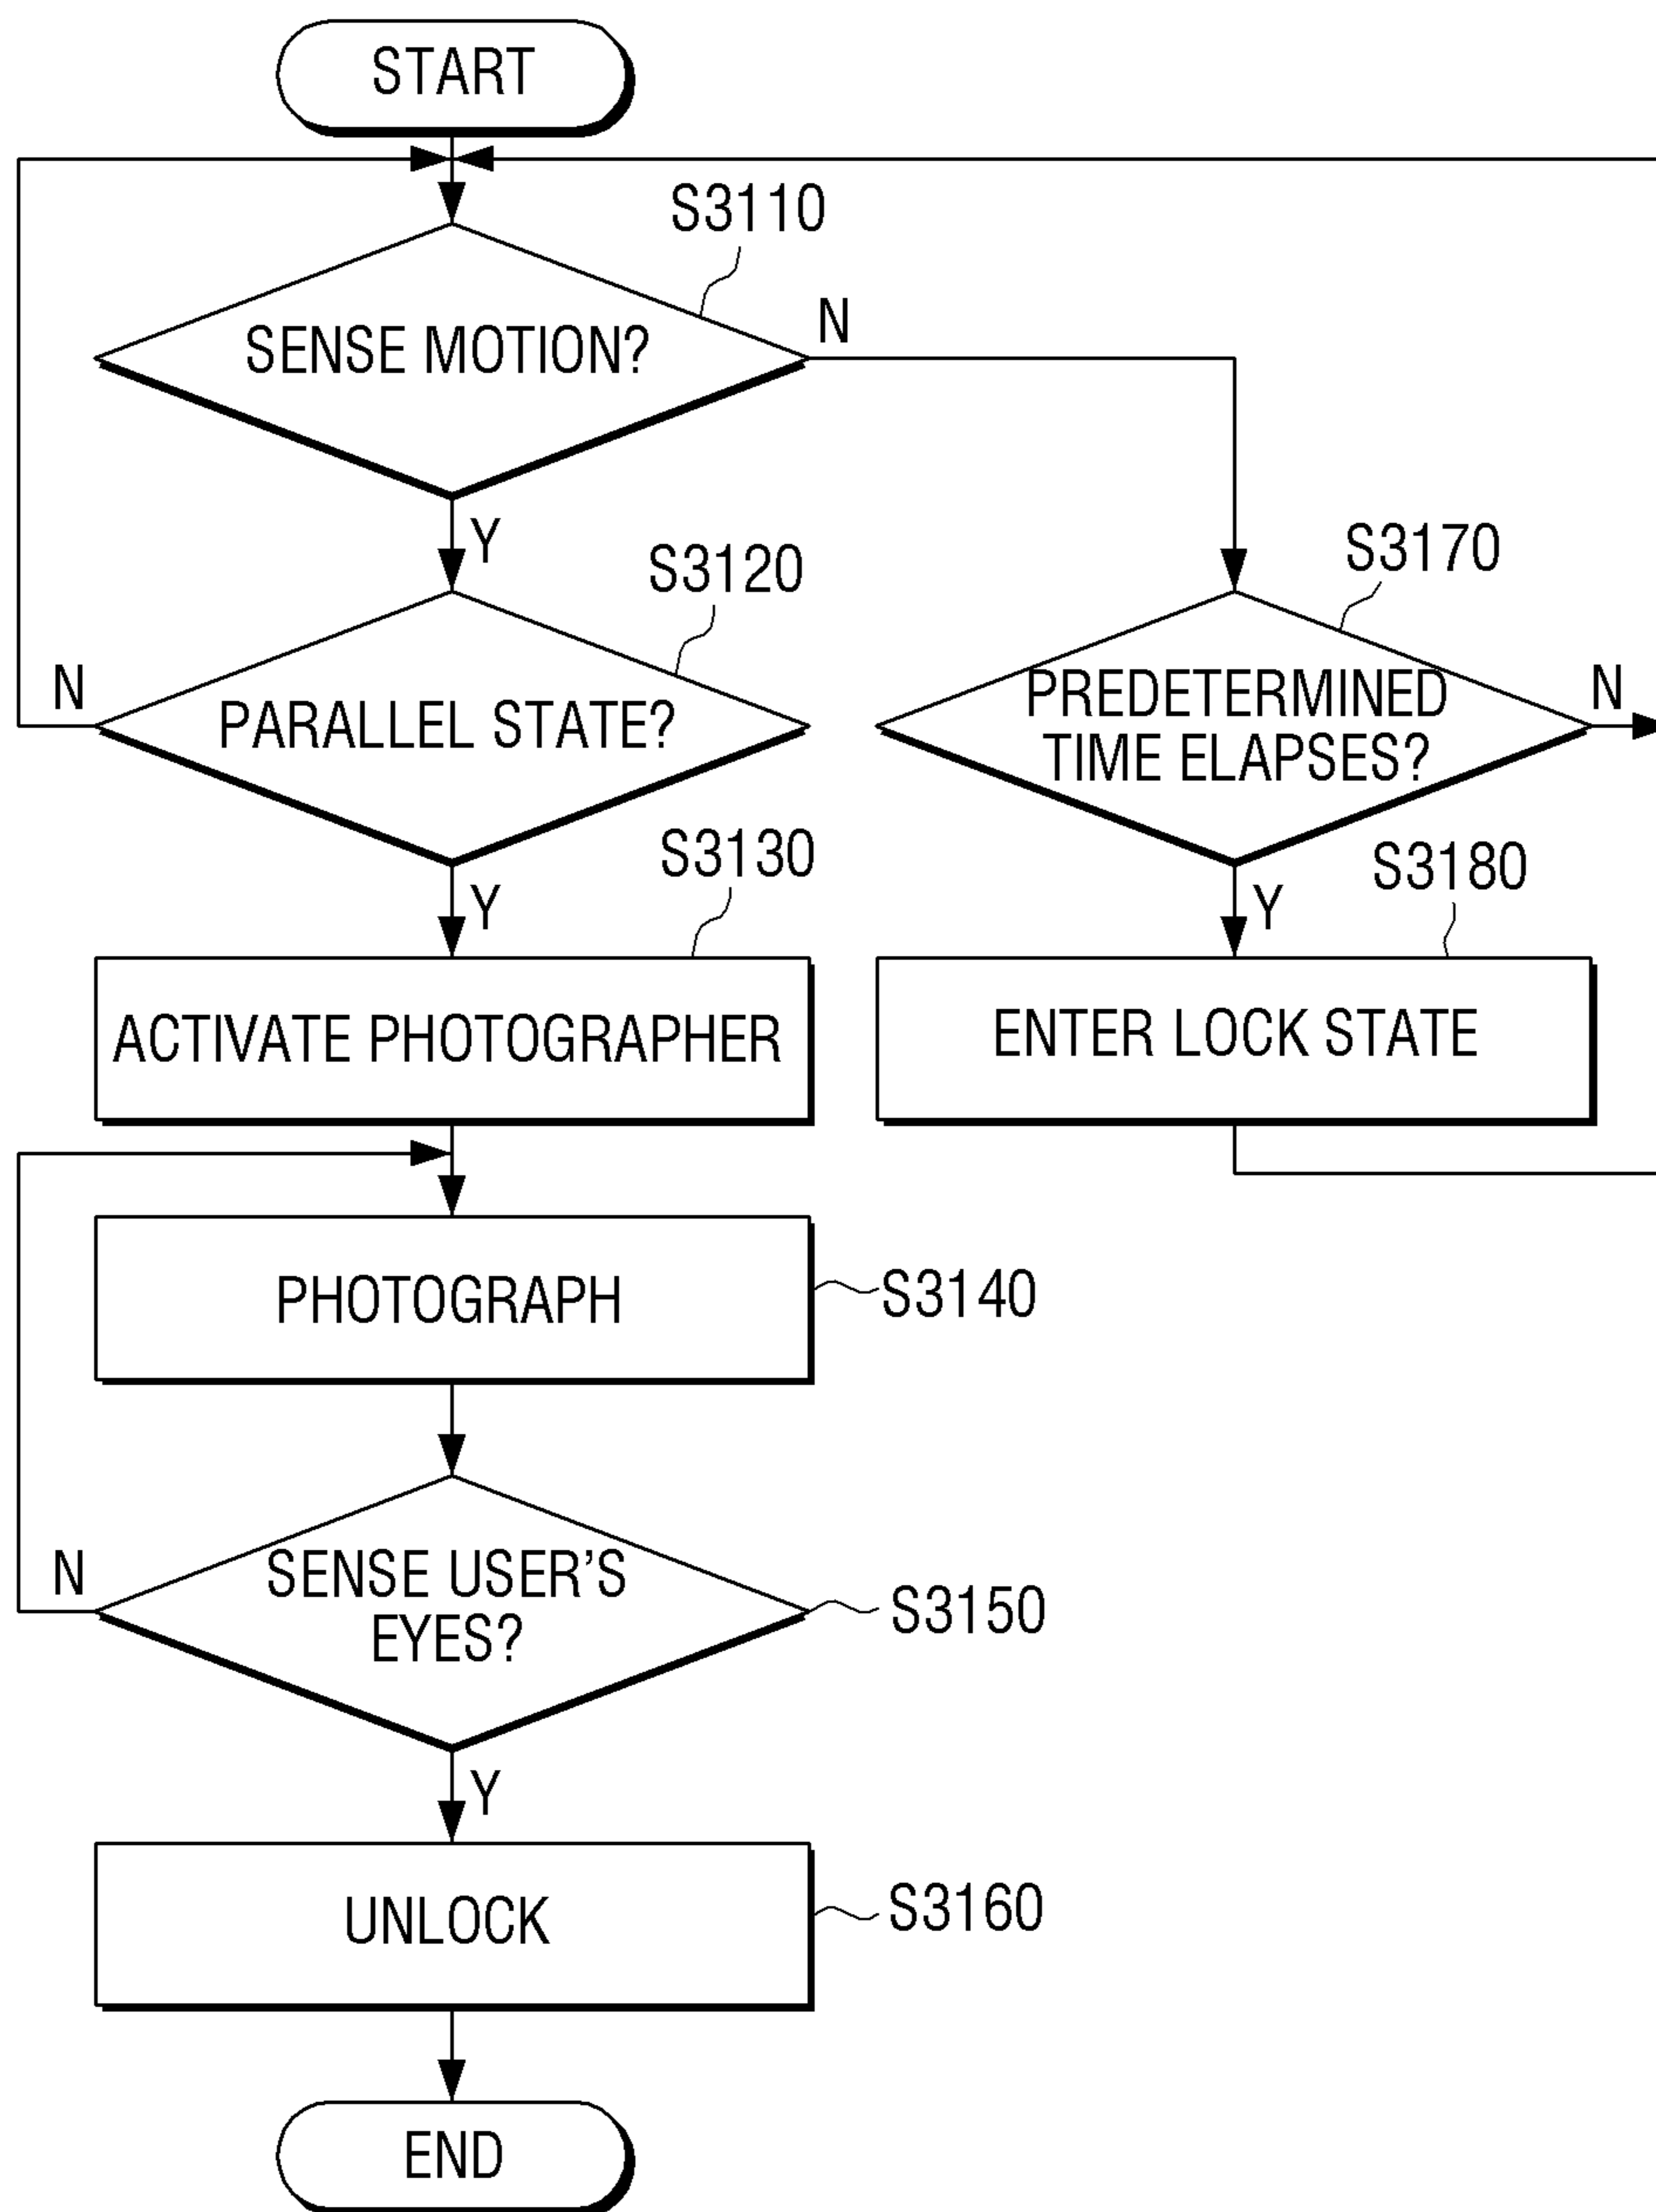 START
S3110
SENSE MOTION?
N
Y
S3120
PARALLEL STATE?
N
Y
S3170
PREDETERMINED
TIME ELAPSES?
N
Y
S3130
ACTIVATE PHOTOGRAPHER
S3180
ENTER LOCK STATE
PHOTOGRAPH
S3140
SENSE USER'S
EYES?
N
S3150
Y
UNLOCK
S3160
END